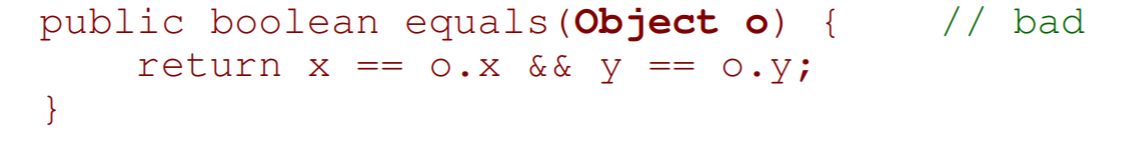 public boolean equals(Object o) {     // bad
    return x == o.x && y == o.y;
}